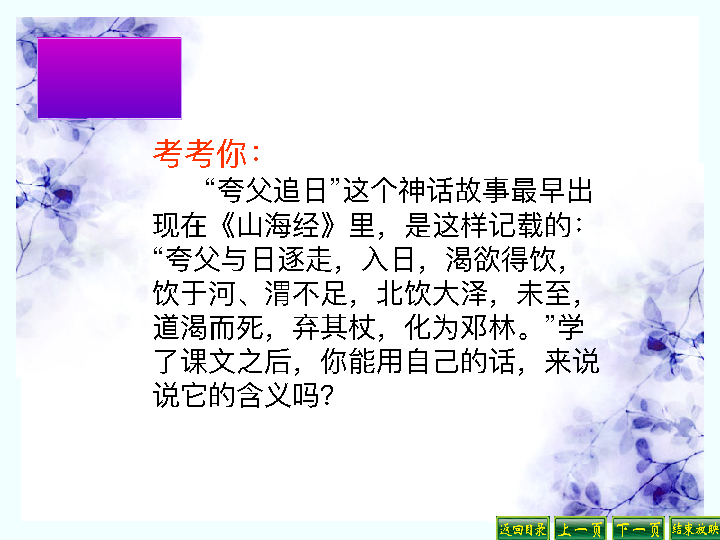 考考你：
“夸父追日”这个神话故事最早出
现在《山海经》里，是这样记载的：
“夸父与日逐走，入日，渴欲得饮，
饮于河、渭不足，北饮大泽，未至，
道渴而死，弃其杖，化为邓林。”学
了课文之后，你能用自己的话，来说
说它的含义吗？
返回目录 上一页 下一页 结束放映